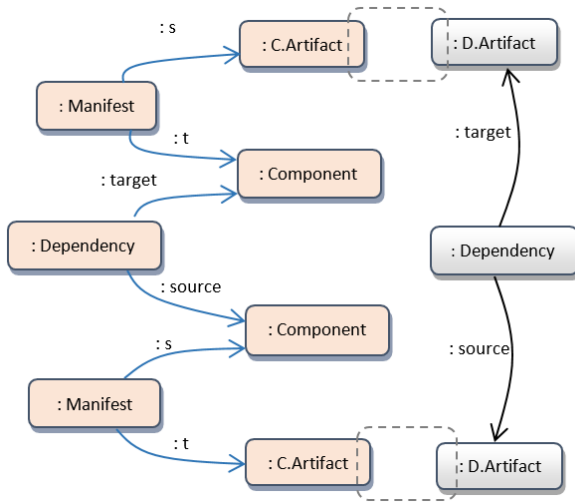 : s
: C.Artifact
: D.Artifact
: Manifest
: t
: target
: target
: Component
: Dependency
: Dependency
: source
: Component
: s
: source
: Manifest
: t
: C.Artifact
: D.Artifact